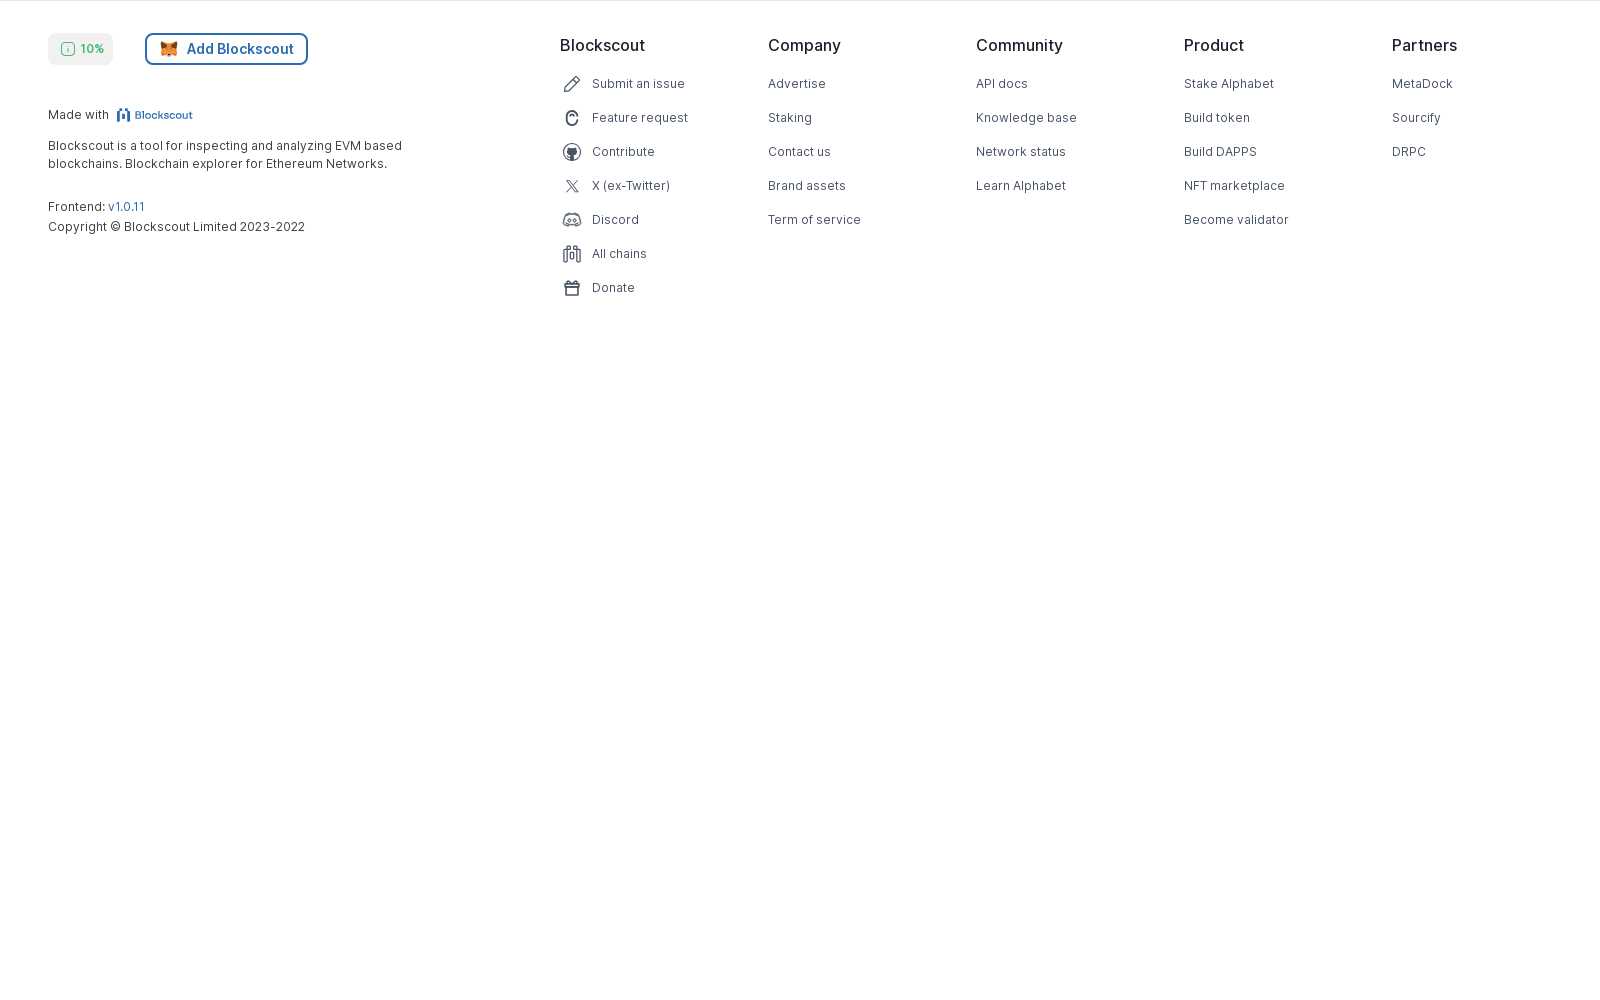 10%
Add Blockscout
Made with Blockscout
Blockscout is a tool for inspecting and analyzing EVM based
blockchains. Blockchain explorer for Ethereum Networks.
Frontend: v1.0.11
Copyright © Blockscout Limited 2023-2022
Blockscout
Submit an issue
Feature request
Contribute
X (ex-Twitter)
Discord
All chains
Donate
Company
Advertise
Staking
Contact us
Brand assets
Term of service
Community
API docs
Knowledge base
Network status
Learn Alphabet
Product
Stake Alphabet
Build token
Build DAPPS
NFT marketplace
Become validator
Partners
MetaDock
Sourcify
DRPC